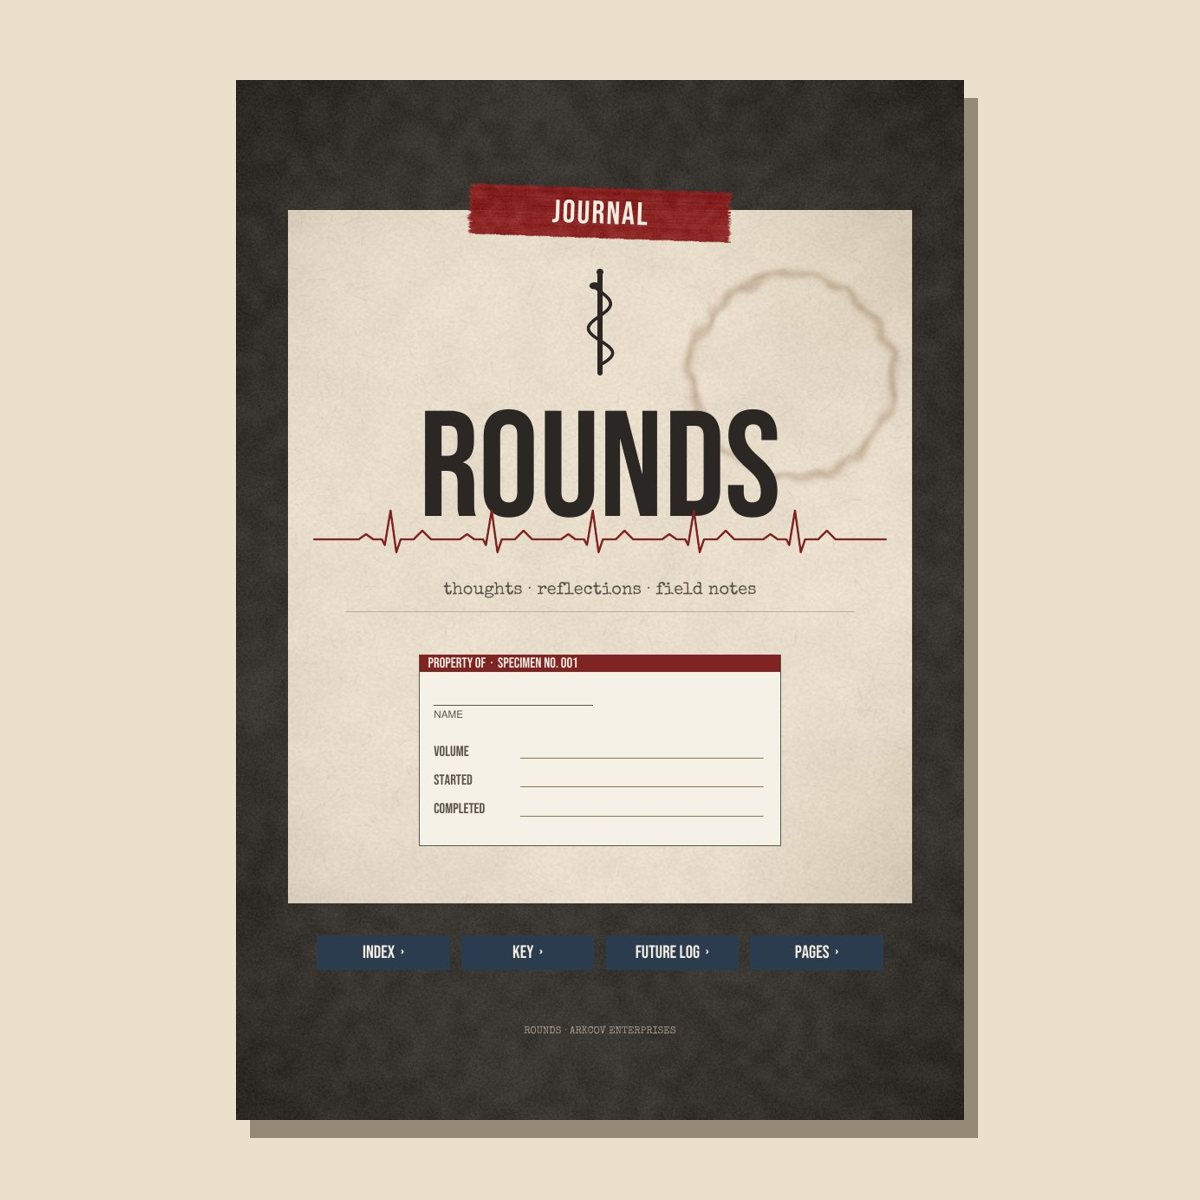 JOURNAL
ROUNDS
thoughts · reflections · field notes
PROPERTY OF · SPECIMEN NO. 001
NAME
VOLUME
STARTED
COMPLETED
INDEX › KEY › FUTURE LOG › PAGES ›
ROUNDS · ARKCOV ENTERPRISES